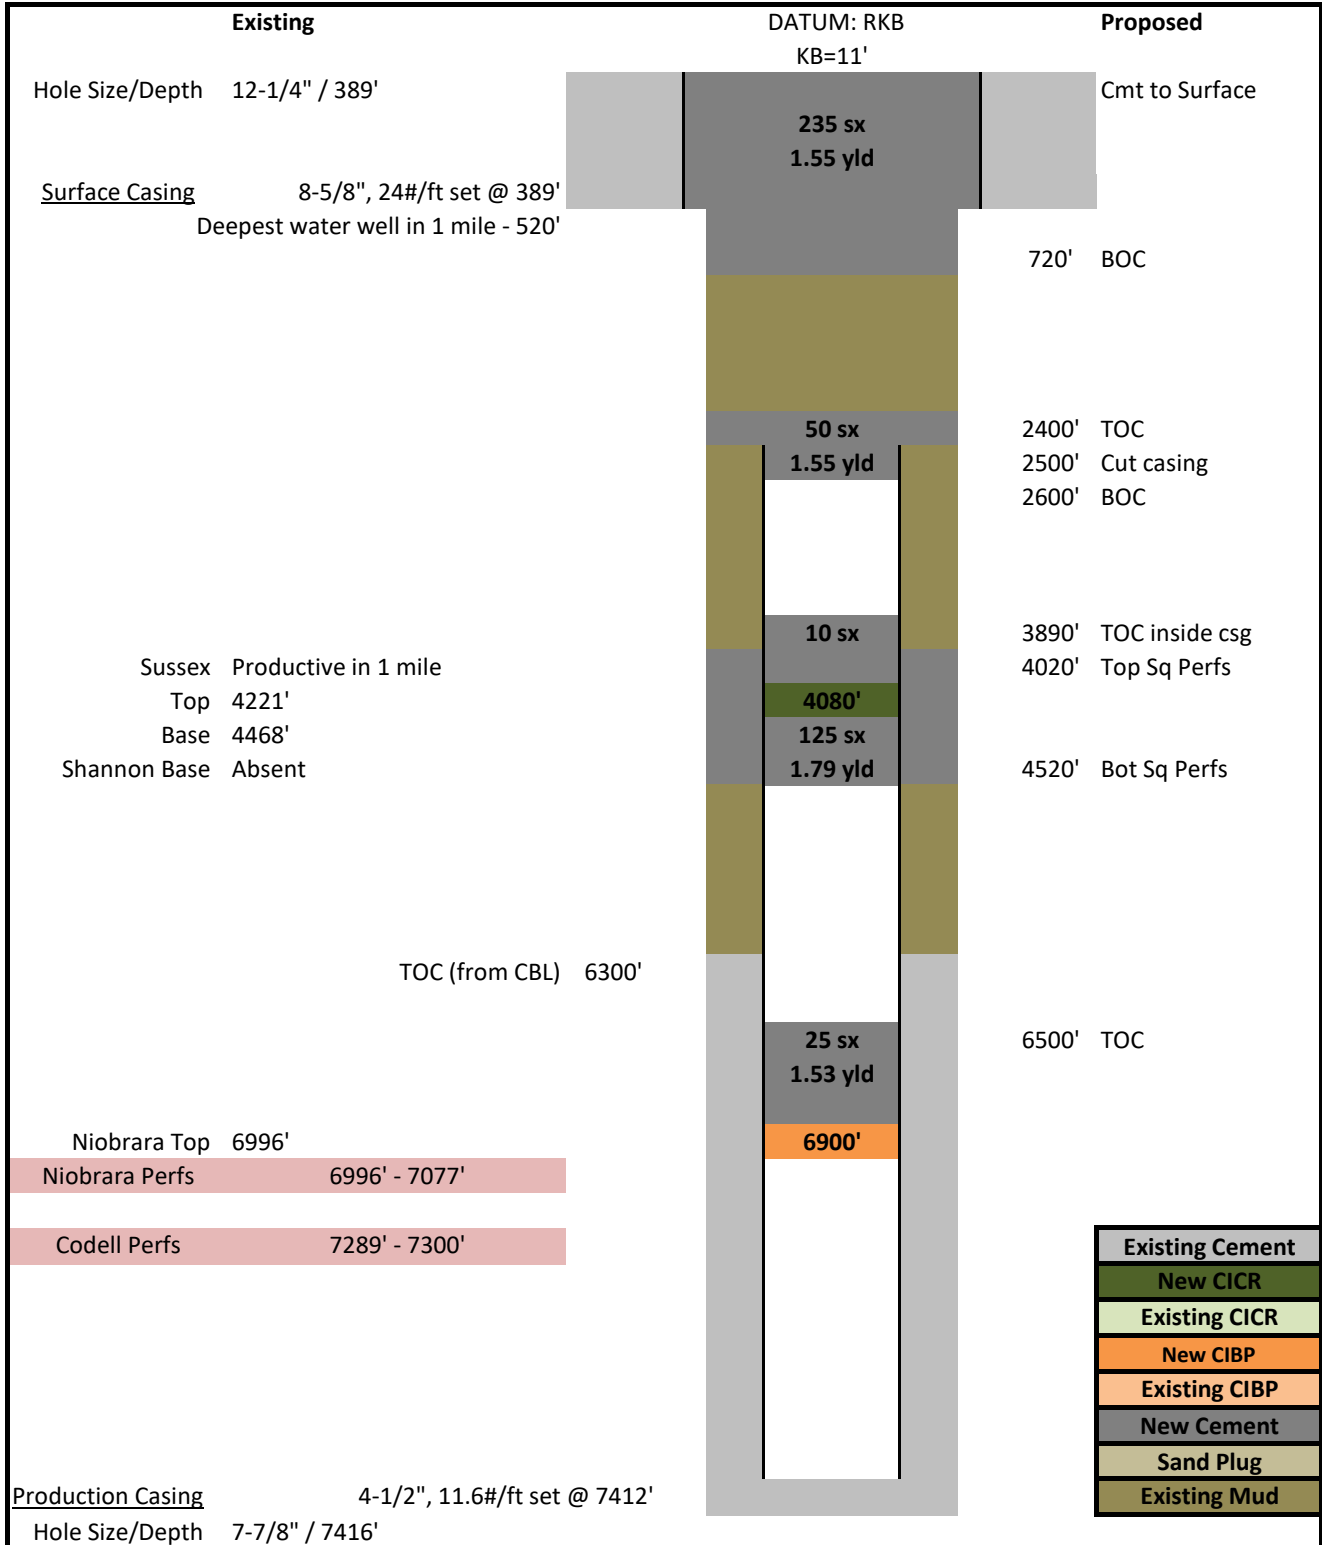 Existing DATUM: RKB Proposed
KB=11'
Hole Size/Depth 12-1/4" / 389' Cmt to Surface
235 sx
1.55 yld
Surface Casing 8-5/8", 24#/ft set @ 389'
Deepest water well in 1 mile - 520'
720' BOC
50 sx 2400' TOC
1.55 yld 2500' Cut casing
2600' BOC
10 sx 3890' TOC inside csg
Sussex Productive in 1 mile 4020' Top Sq Perfs
Top 4221' 4080'
Base 4468' 125 sx
Shannon Base Absent 1.79 yld 4520' Bot Sq Perfs
TOC (from CBL) 6300'
25 sx 6500' TOC
1.53 yld
Niobrara Top 6996' 6900'
Niobrara Perfs 6996' - 7077'
Codell Perfs 7289' - 7300' Existing Cement
New CICR
Existing CICR
New CIBP
Existing CIBP
New Cement
Sand Plug
Production Casing 4-1/2", 11.6#/ft set @ 7412' Existing Mud
Hole Size/Depth 7-7/8" / 7416'